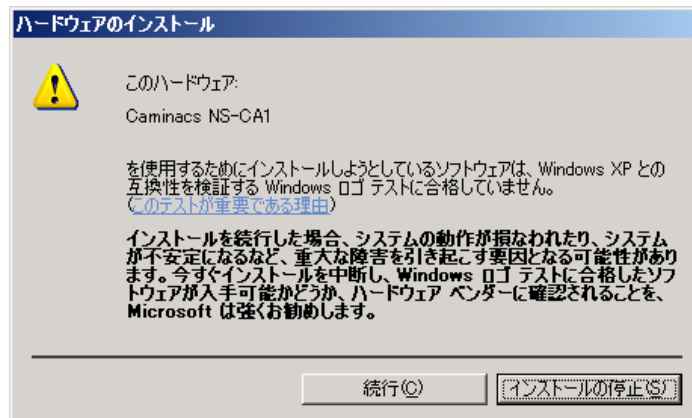 ハードウェアのインストール
このハードウェア:
Caminacs NS-CA1
を使用するためにインストールしようとしているソフトウェアは、Windows XP との
互換性を検証する Windows ロゴ テストに合格していません。
(このテストが重要である理由)
インストールを続行した場合、システムの動作が損なわれたり、システム
が不安定になるなど、重大な障害を引き起こす要因となる可能性があり
ます。今すぐインストールを中断し、Windows ロゴ テストに合格したソフ
トウェアが入手可能かどうか、ハードウェア ベンダーに確認されることを、
Microsoft は強くお勧めします。
続行(C)
インストールの停止(S)